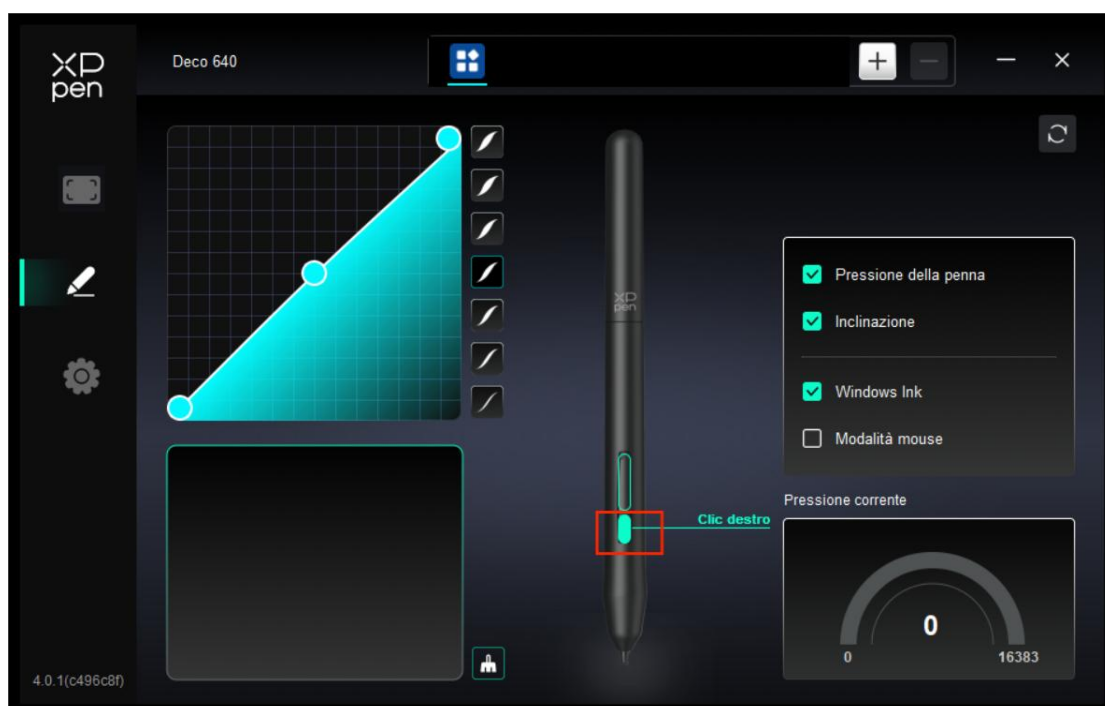 XP
pen
Deco 640
XP
pen
Pressione della penna
Inclinazione
Windows Ink
Modalità mouse
Clic destro
Pressione corrente
0
0
16383
4.0.1(c496c8f)